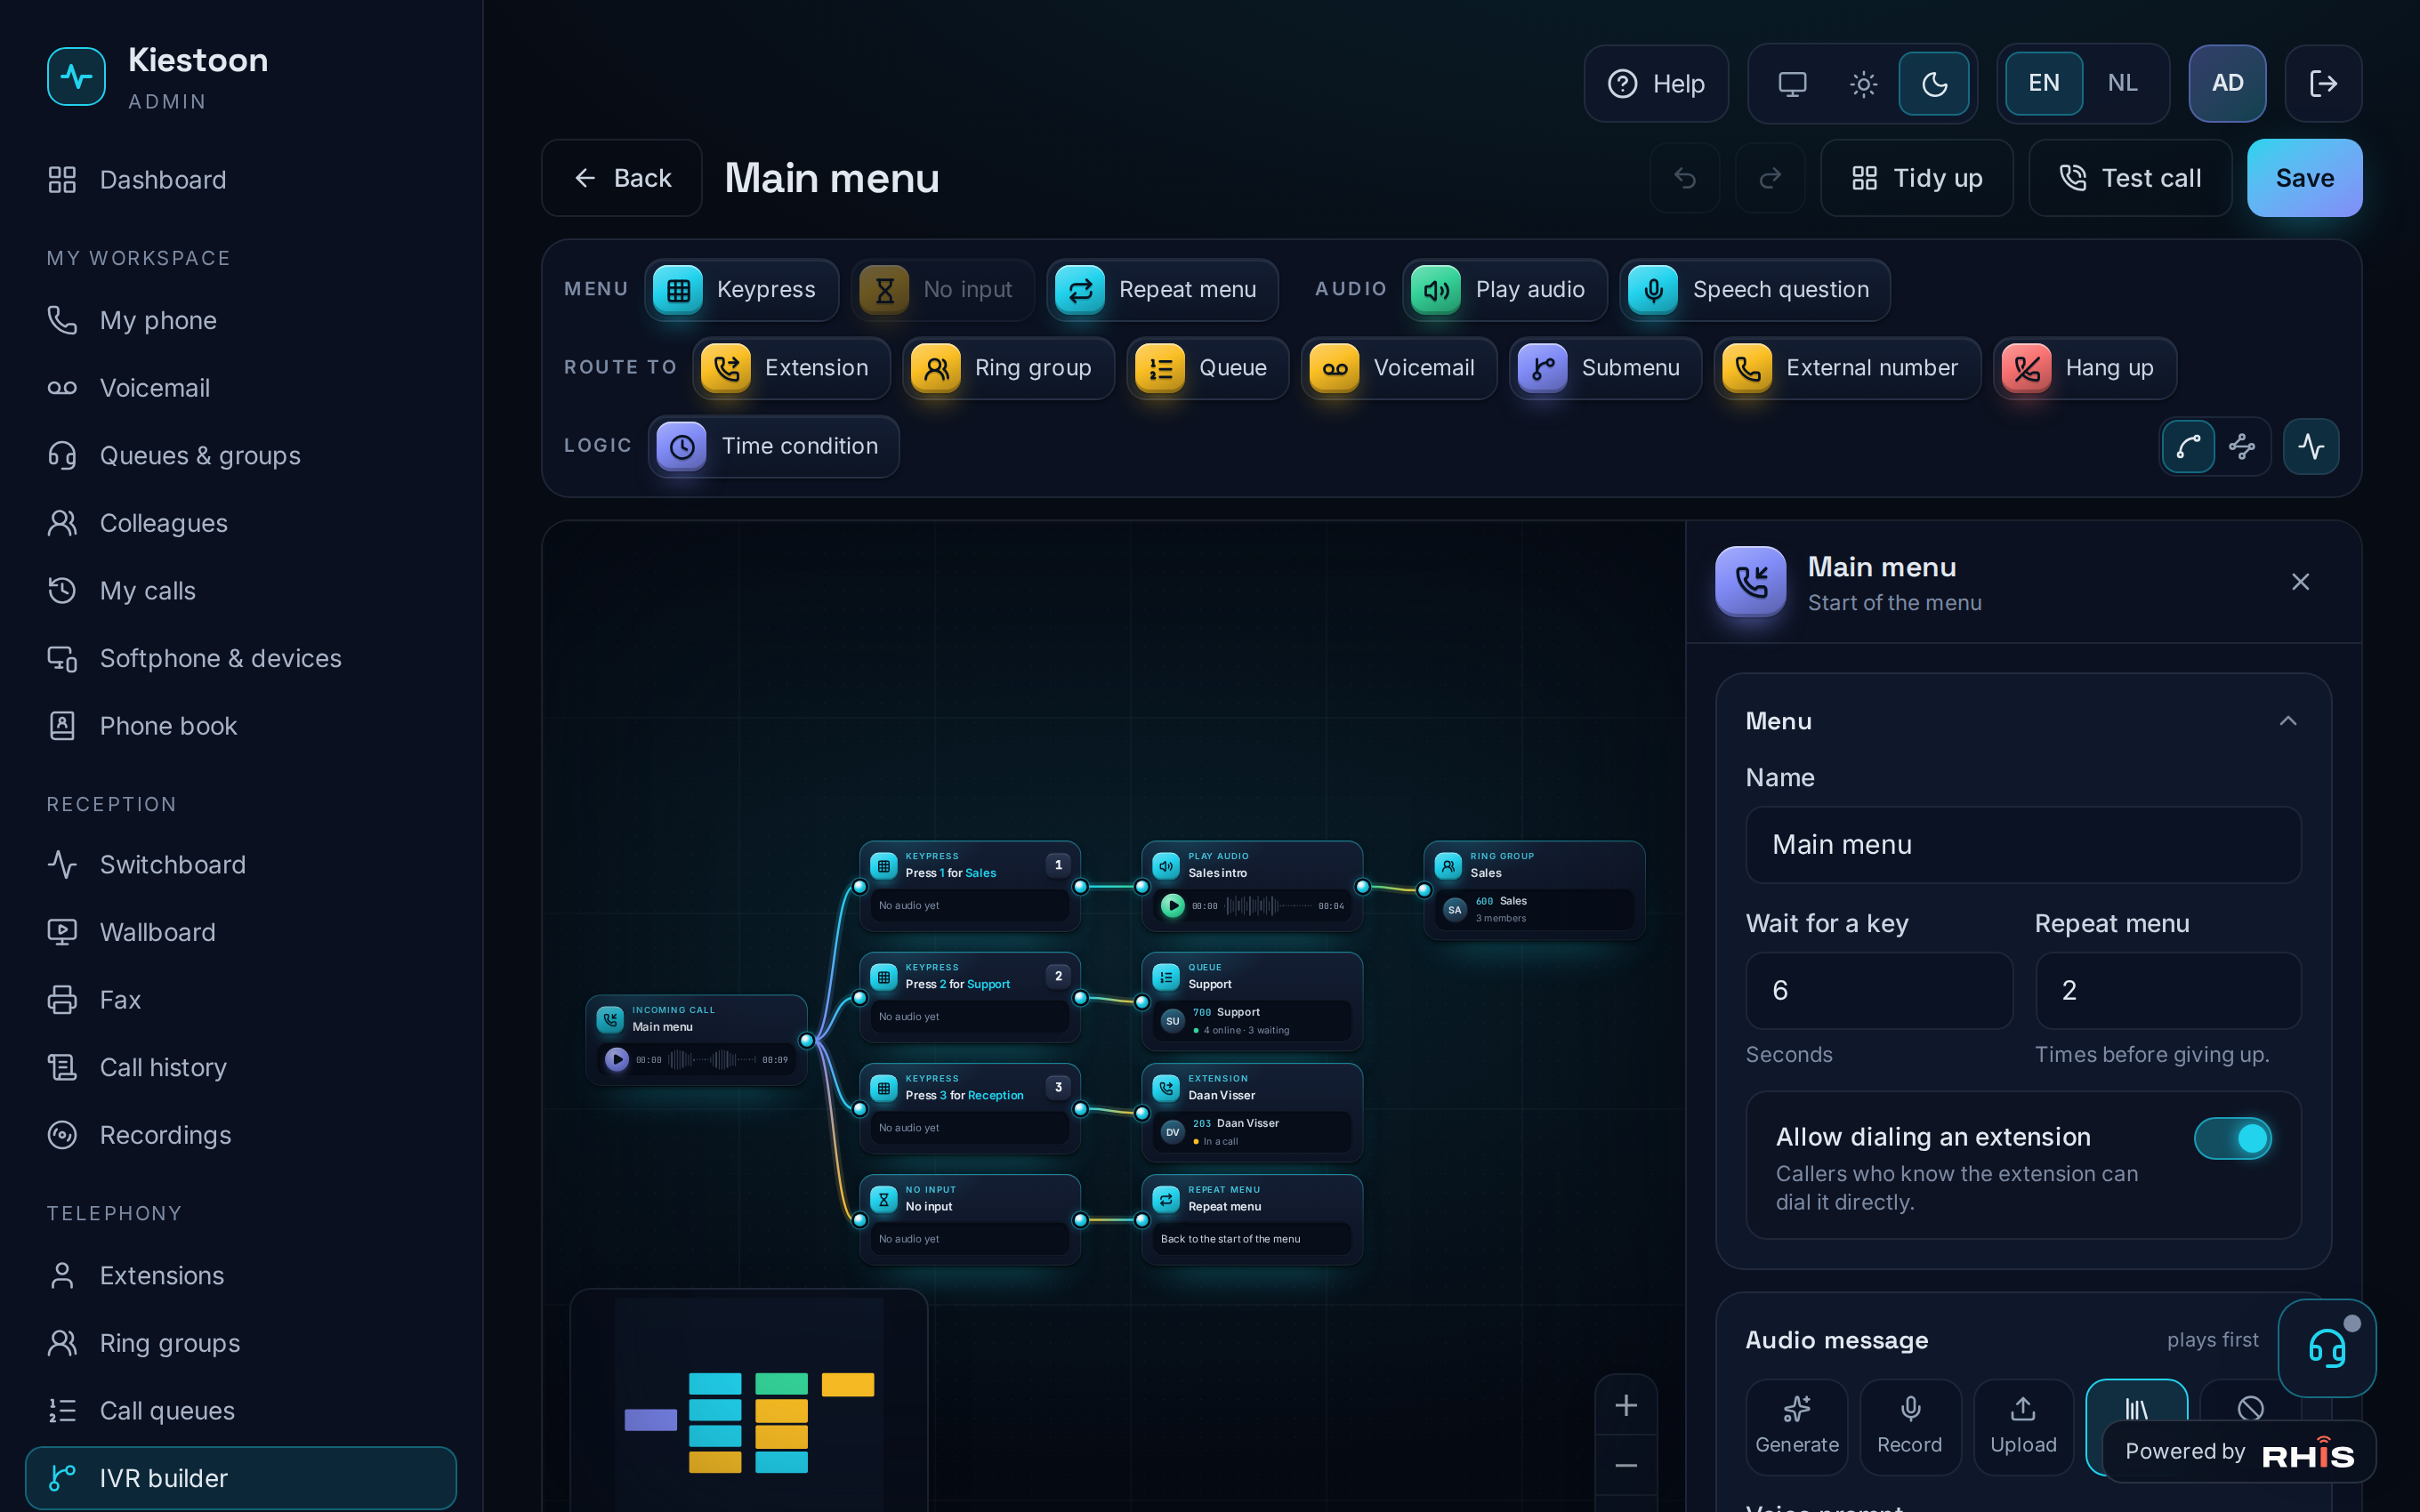 Kiestoon
ADMIN
Dashboard
MY WORKSPACE
My phone
Voicemail
Queues & groups
Colleagues
My calls
Softphone & devices
Phone book
RECEPTION
Switchboard
Wallboard
Fax
Call history
Recordings
TELEPHONY
Extensions
Ring groups
Call queues
IVR builder
Help
EN NL
AD
Back Main menu
Tidy up Test call Save
MENU Keypress No input Repeat menu AUDIO Play audio Speech question
ROUTE TO Extension Ring group Queue Voicemail Submenu External number Hang up
LOGIC Time condition
INCOMING CALL
Main menu
00:00 00:09
KEYPRESS
Press 1 for Sales
1
No audio yet
KEYPRESS
Press 2 for Support
2
No audio yet
KEYPRESS
Press 3 for Reception
3
No audio yet
NO INPUT
No input
No audio yet
PLAY AUDIO
Sales intro
00:00 00:04
QUEUE
Support
SU
700 Support
4 online · 3 waiting
EXTENSION
Daan Visser
DV
203 Daan Visser
In a call
REPEAT MENU
Repeat menu
Back to the start of the menu
RING GROUP
Sales
SA
600 Sales
3 members
Main menu
Start of the menu
Menu
Name
Main menu
Wait for a key
6
Seconds
Repeat menu
2
Times before giving up.
Allow dialing an extension
Callers who know the extension can
dial it directly.
Audio message plays first
Generate Record Upload
Powered by RHiS